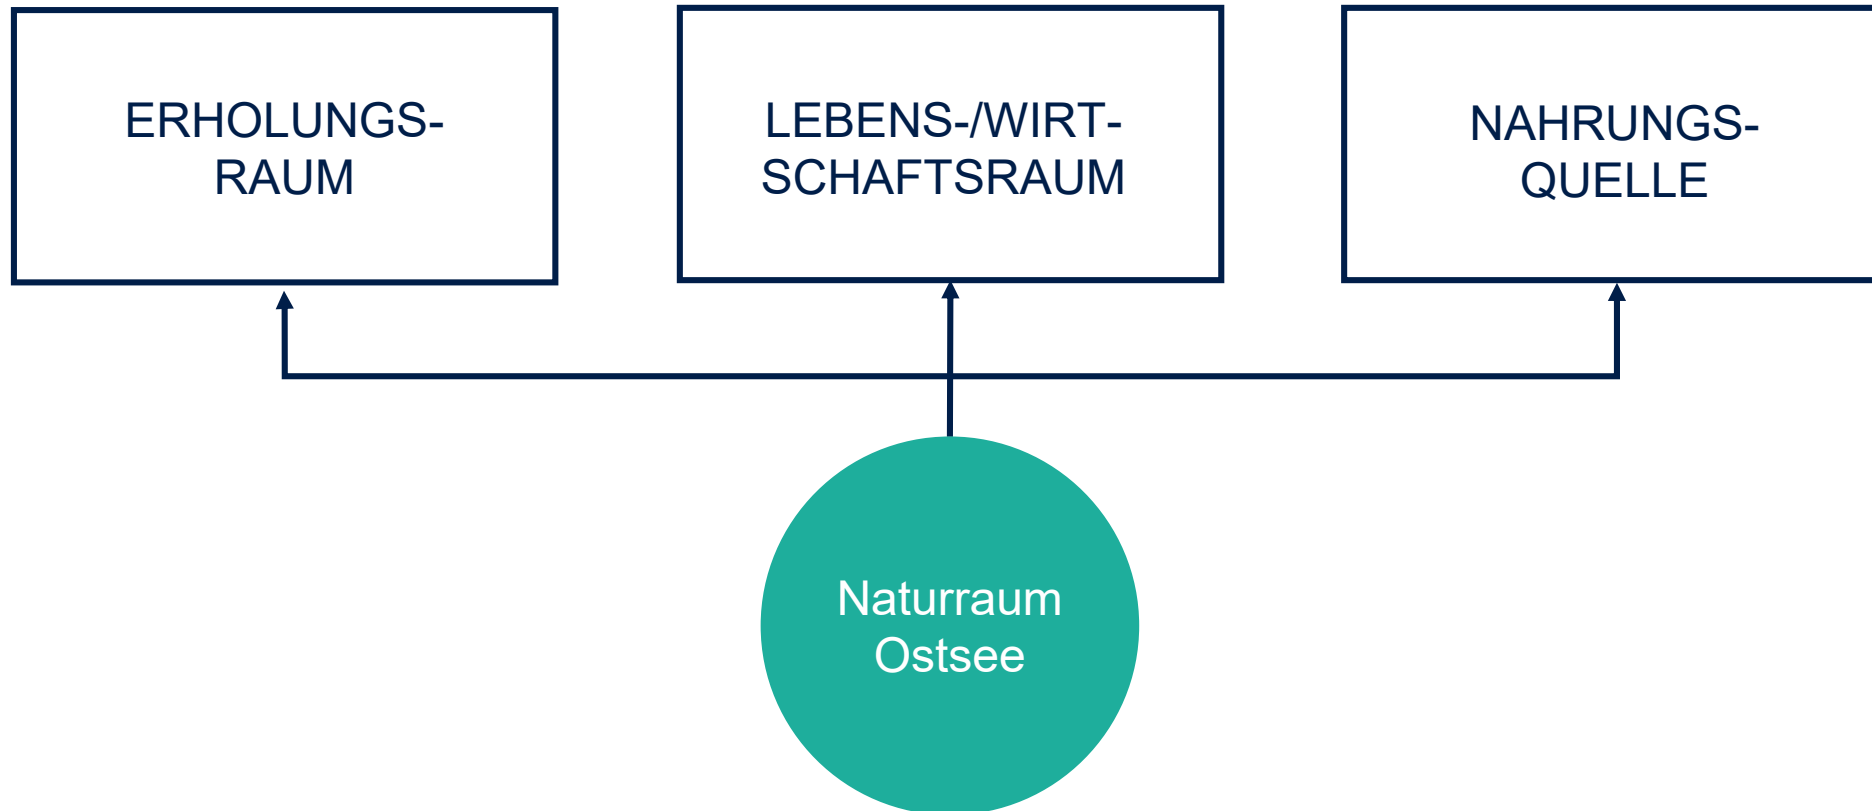 ERHOLUNGS-
RAUM
LEBENS-/WIRT-
SCHAFTSRAUM
NAHRUNGS-
QUELLE
Naturraum
Ostsee